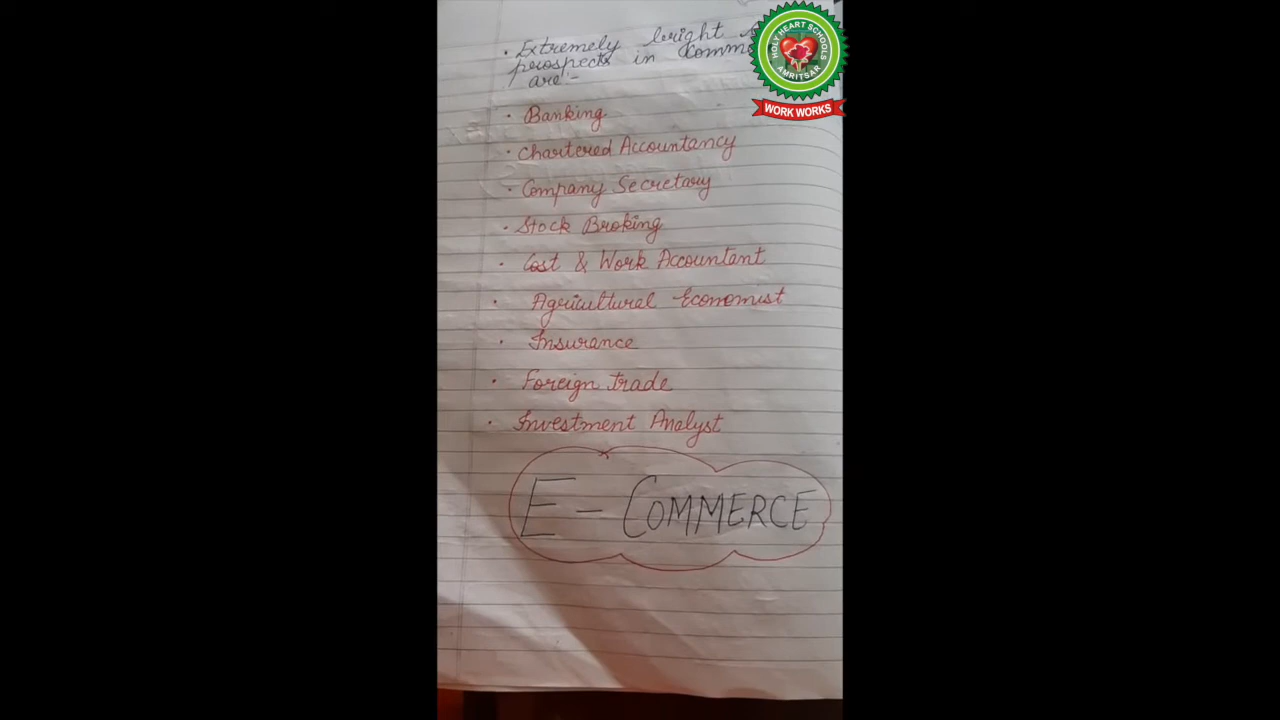 · Extremely bright
prospects in Comm
are:-
· Banking
· Chartered Accountancy
· Company Secretary
· Stock Broking
· Cost & Work Accountant
· Agricultural Economist
· Insurance
· Foreign trade
· Investment Analyst
E - COMMERCE
HOLY HEART SCHOOLS
AMRITSAR
WORK WORKS